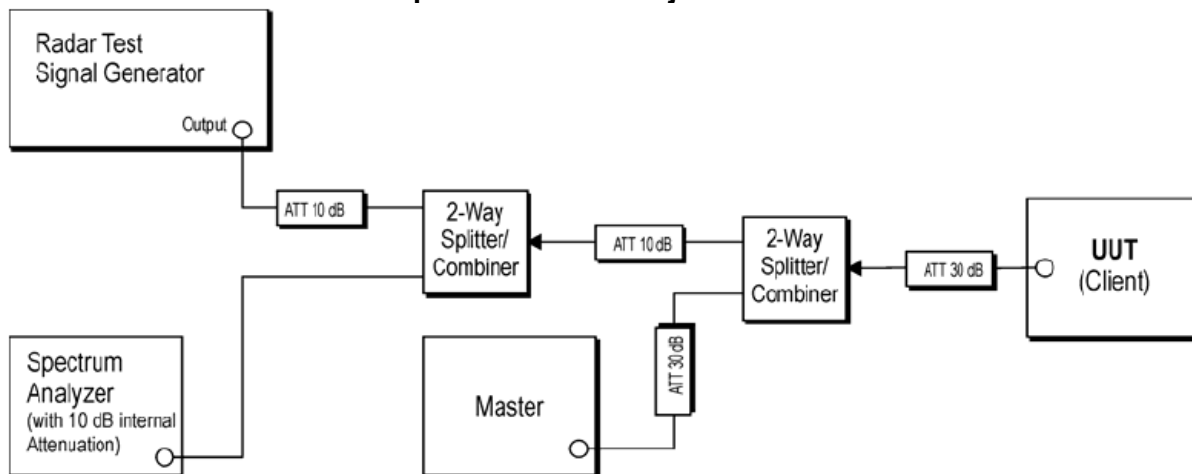 Radar Test
Signal Generator
Output
ATT 10 dB
2-Way
Splitter/
Combiner
ATT 10 dB
2-Way
Splitter/
Combiner
ATT 30 dB
UUT
(Client)
Spectrum
Analyzer
(with 10 dB internal
Attenuation)
Master
ATT 30 dB